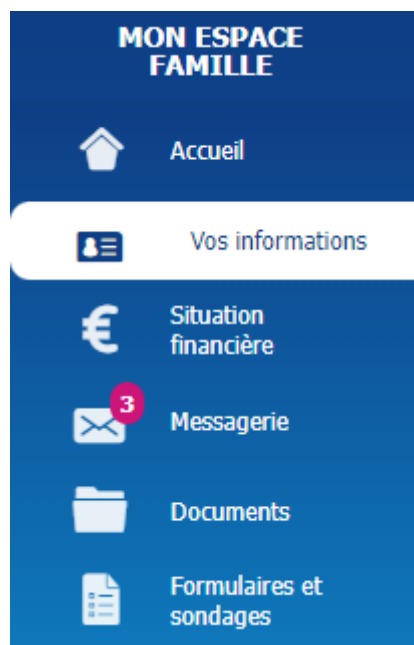 MON ESPACE
FAMILLE
Accueil
Vos informations
Situation
financière
3
Messagerie
Documents
Formulaires et
sondages